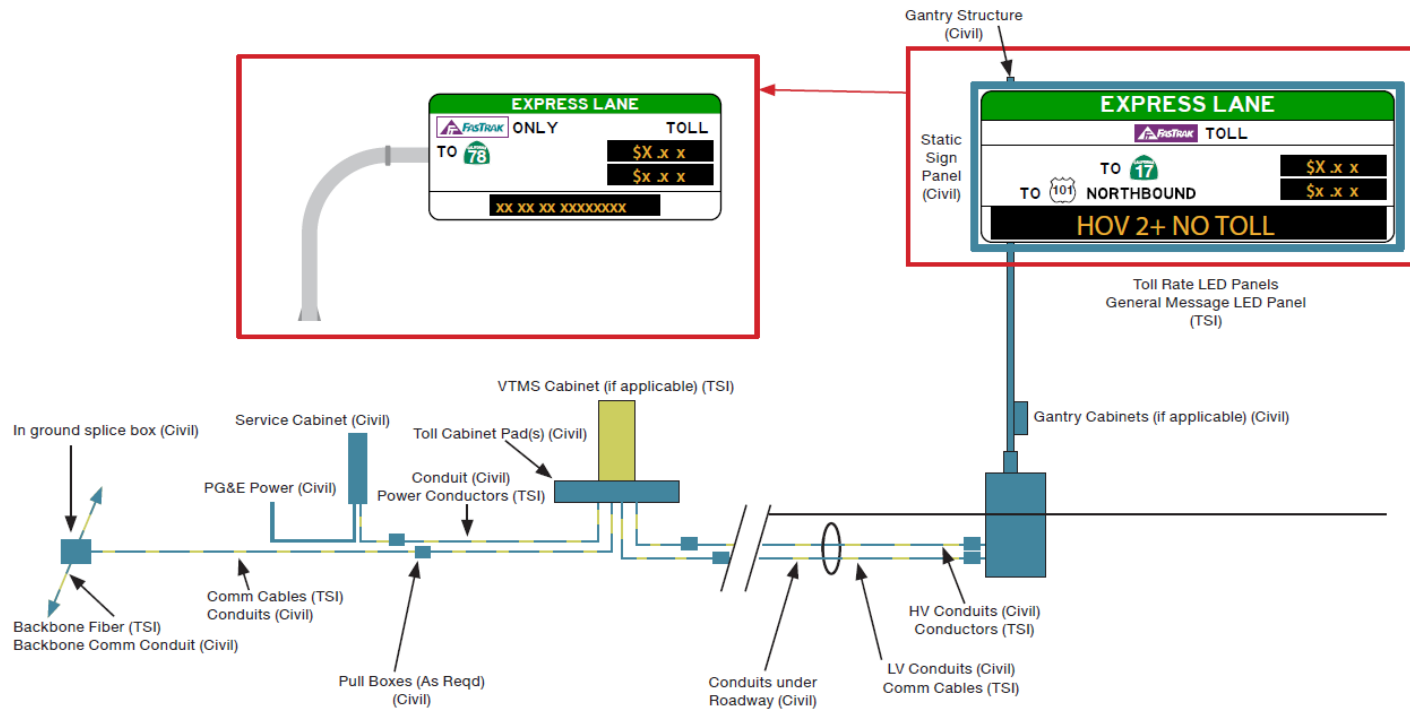 Gantry Structure
(Civil)
EXPRESS LANE
FASTRAK ONLY TOLL
TO CALIFORNIA 78
$X .x x
$x .x x
xx xx xx xxxxxxxx
Static
Sign
Panel
(Civil)
EXPRESS LANE
FASTRAK TOLL
TO CALIFORNIA 17 $X .x x
TO 101 NORTHBOUND $x .x x
HOV 2+ NO TOLL
Toll Rate LED Panels
General Message LED Panel
(TSI)
VTMS Cabinet (if applicable) (TSI)
In ground splice box (Civil)
Service Cabinet (Civil)
Toll Cabinet Pad(s) (Civil)
Gantry Cabinets (if applicable) (Civil)
PG&E Power (Civil)
Conduit (Civil)
Power Conductors (TSI)
Comm Cables (TSI)
Conduits (Civil)
Backbone Fiber (TSI)
Backbone Comm Conduit (Civil)
Pull Boxes (As Reqd)
(Civil)
Conduits under
Roadway (Civil)
HV Conduits (Civil)
Conductors (TSI)
LV Conduits (Civil)
Comm Cables (TSI)